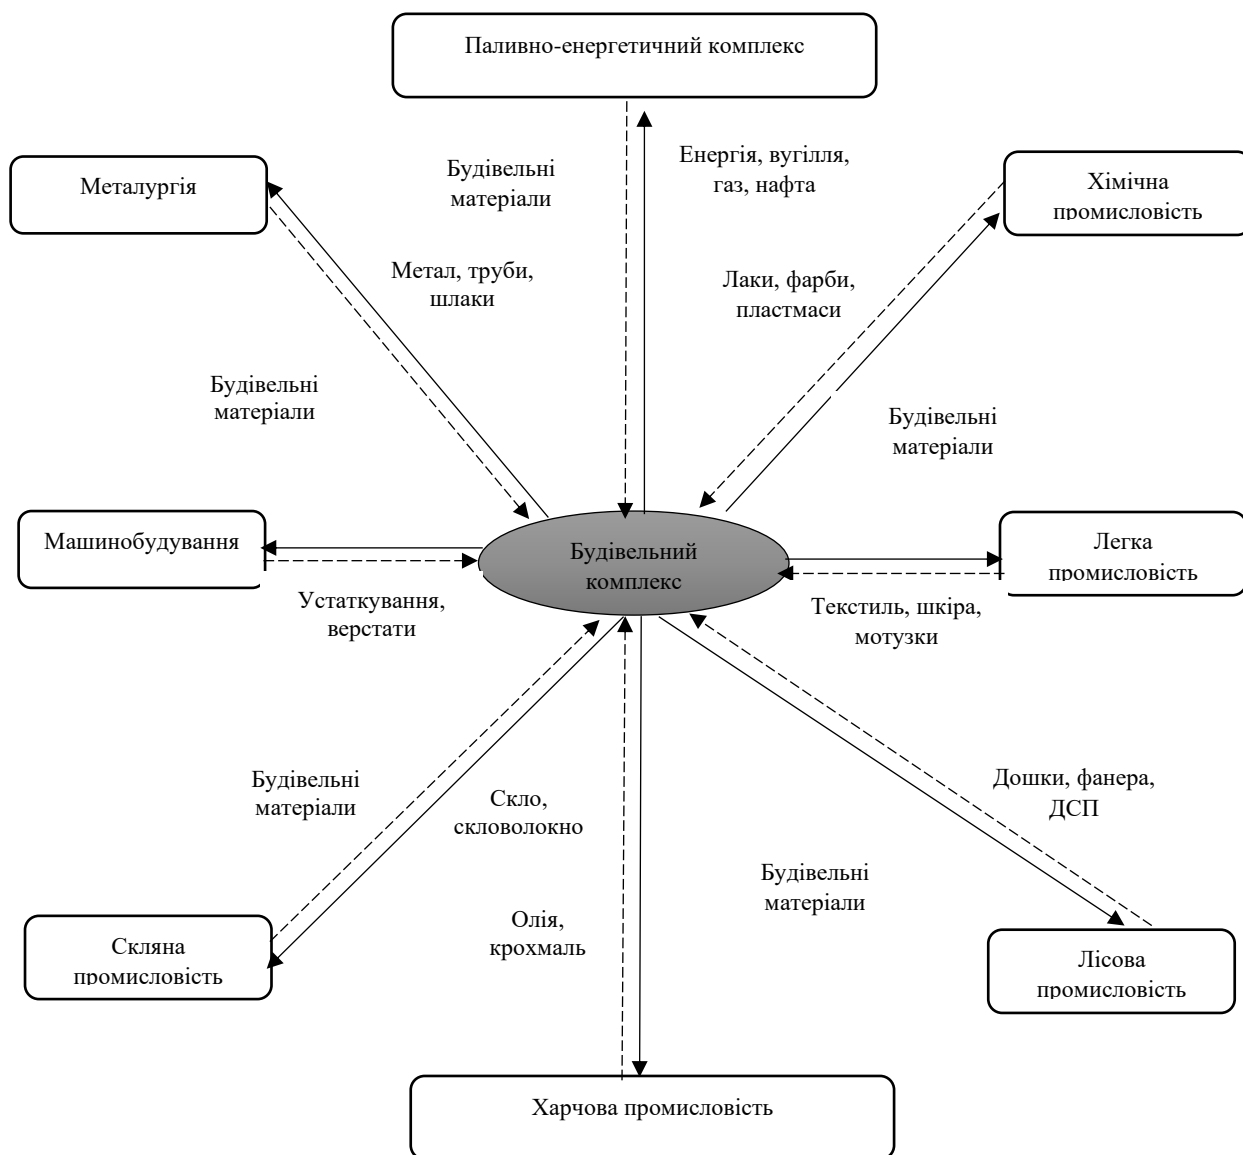 Паливно-енергетичний комплекс
Будівельні
матеріали
Енергія, вугілля,
газ, нафта
Металургія
Хімічна
промисловість
Метал, труби,
шлаки
Лаки, фарби,
пластмаси
Будівельні
матеріали
Будівельні
матеріали
Машинобудування
Будівельний
комплекс
Легка
промисловість
Устаткування,
верстати
Текстиль, шкіра,
мотузки
Будівельні
матеріали
Скло,
скловолокно
Дошки, фанера,
ДСП
Будівельні
матеріали
Олія,
крохмаль
Скляна
промисловість
Лісова
промисловість
Харчова промисловість